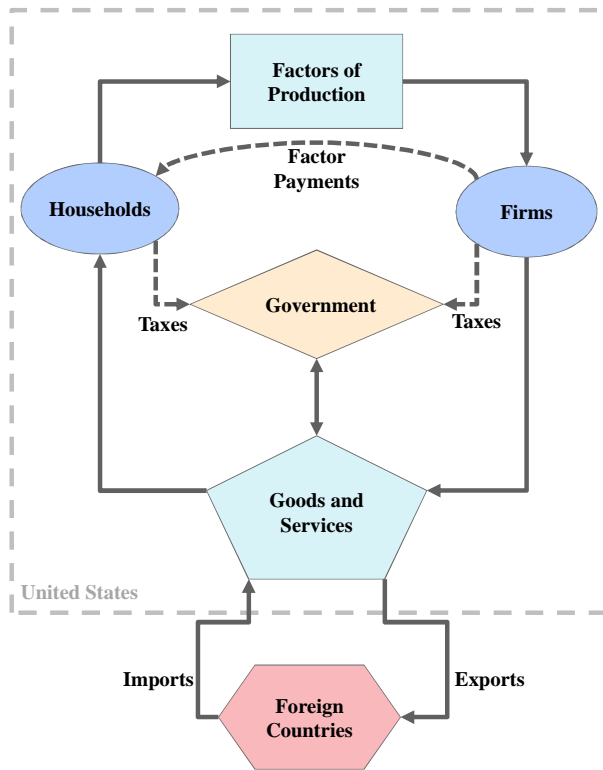 Factors of
Production
Factor
Payments
Households
Firms
Government
Taxes
Taxes
Goods and
Services
United States
Imports
Exports
Foreign
Countries